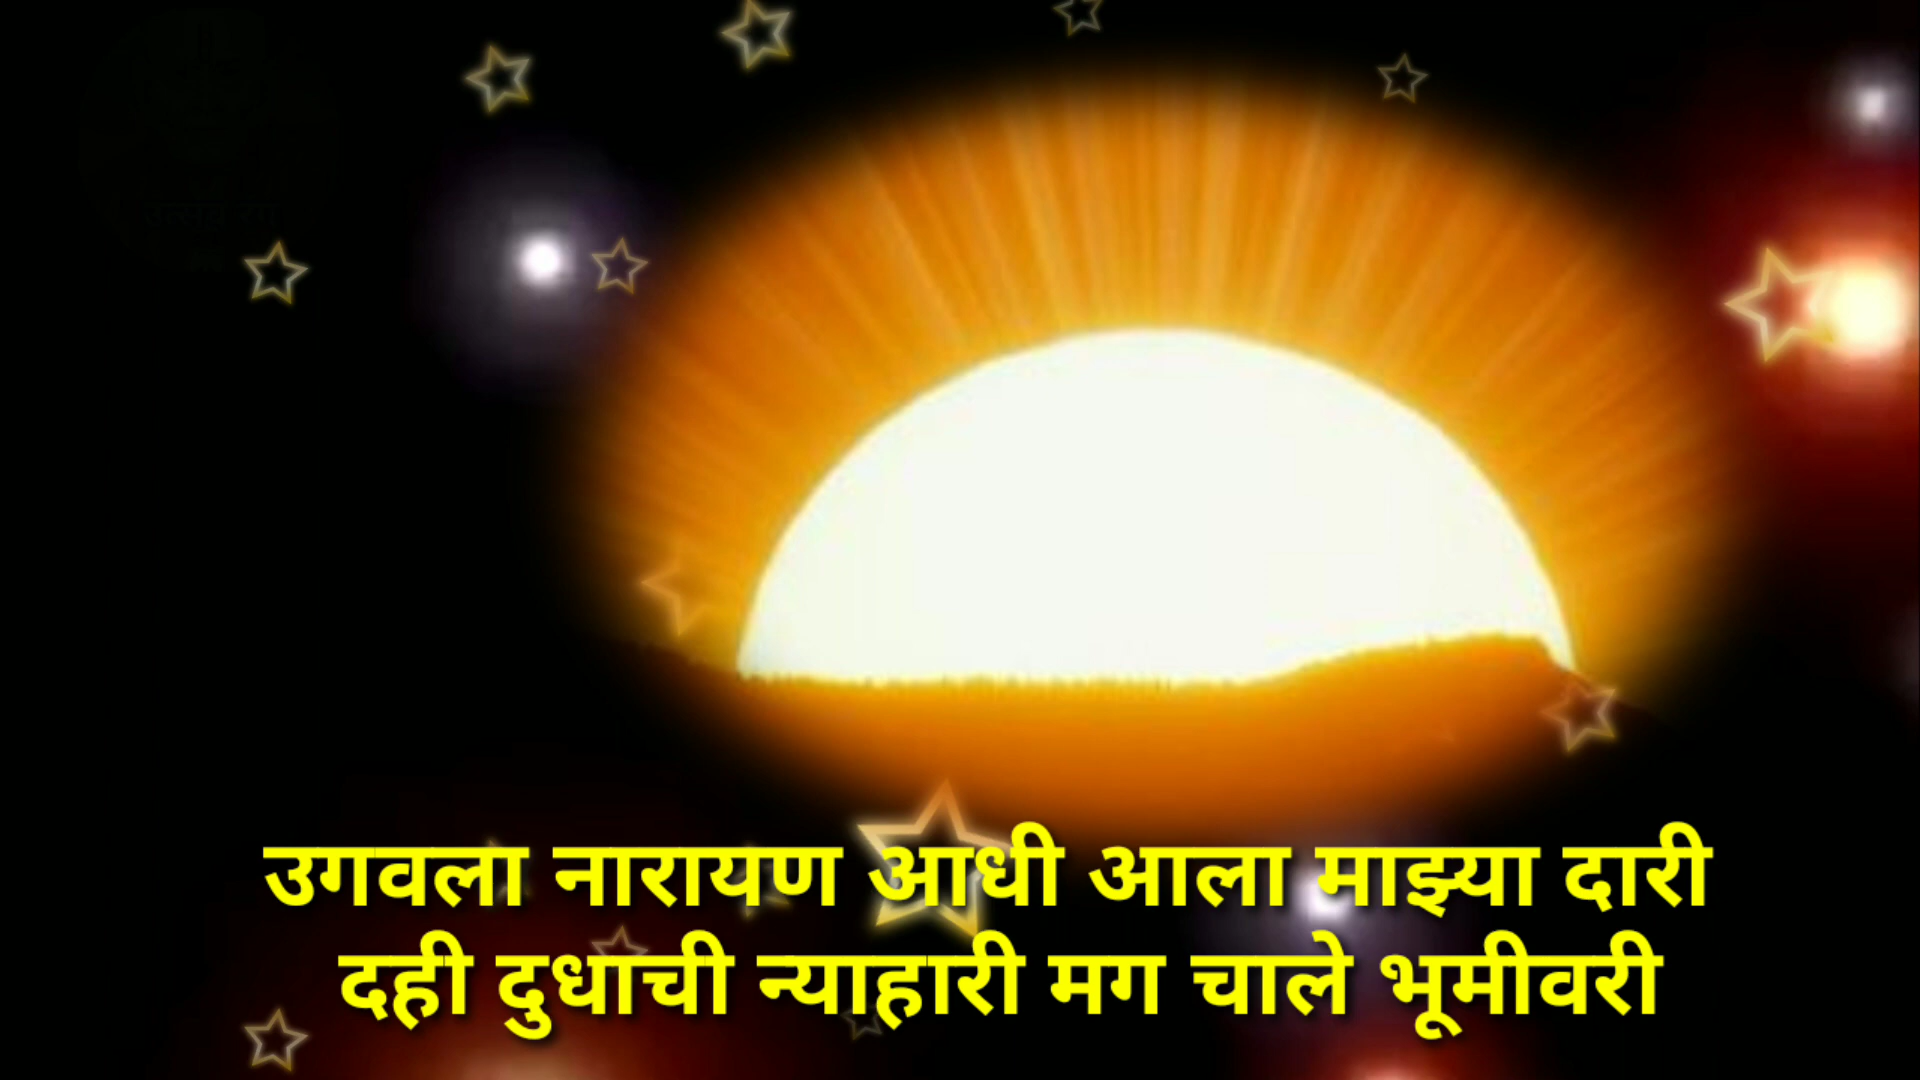 उगवला नारायण आधी आला माझ्या दारी
दही दुधाची न्याहारी मग चाले भूमीवरी